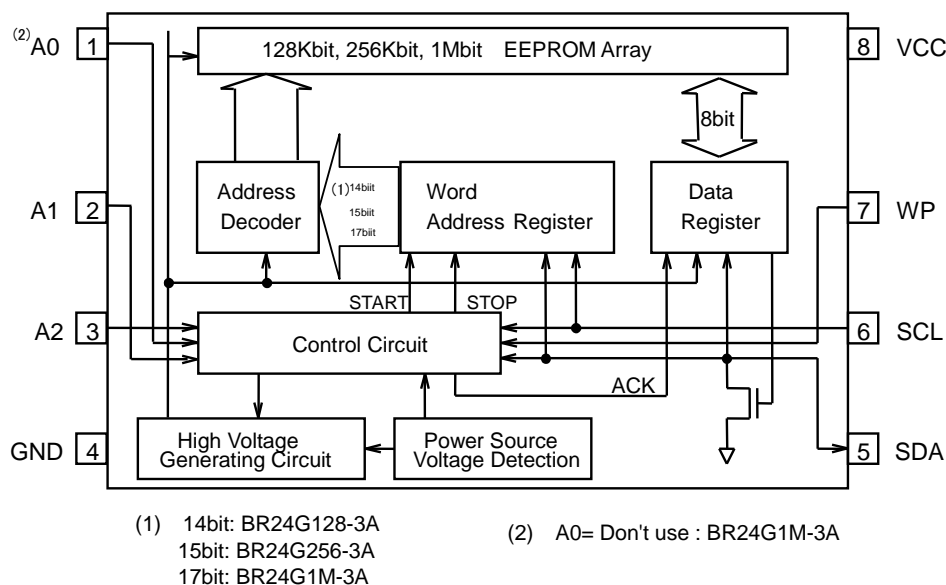 (2)A0
1
128Kbit, 256Kbit, 1Mbit EEPROM Array
8
VCC
8bit
A1
2
Address
Decoder
(1)14biit
15biit
17biit
Word
Address Register
Data
Register
7
WP
START
STOP
A2
3
Control Circuit
6
SCL
ACK
GND
4
High Voltage
Generating Circuit
Power Source
Voltage Detection
5
SDA
(1) 14bit: BR24G128-3A
15bit: BR24G256-3A
17bit: BR24G1M-3A
(2) A0= Don't use : BR24G1M-3A